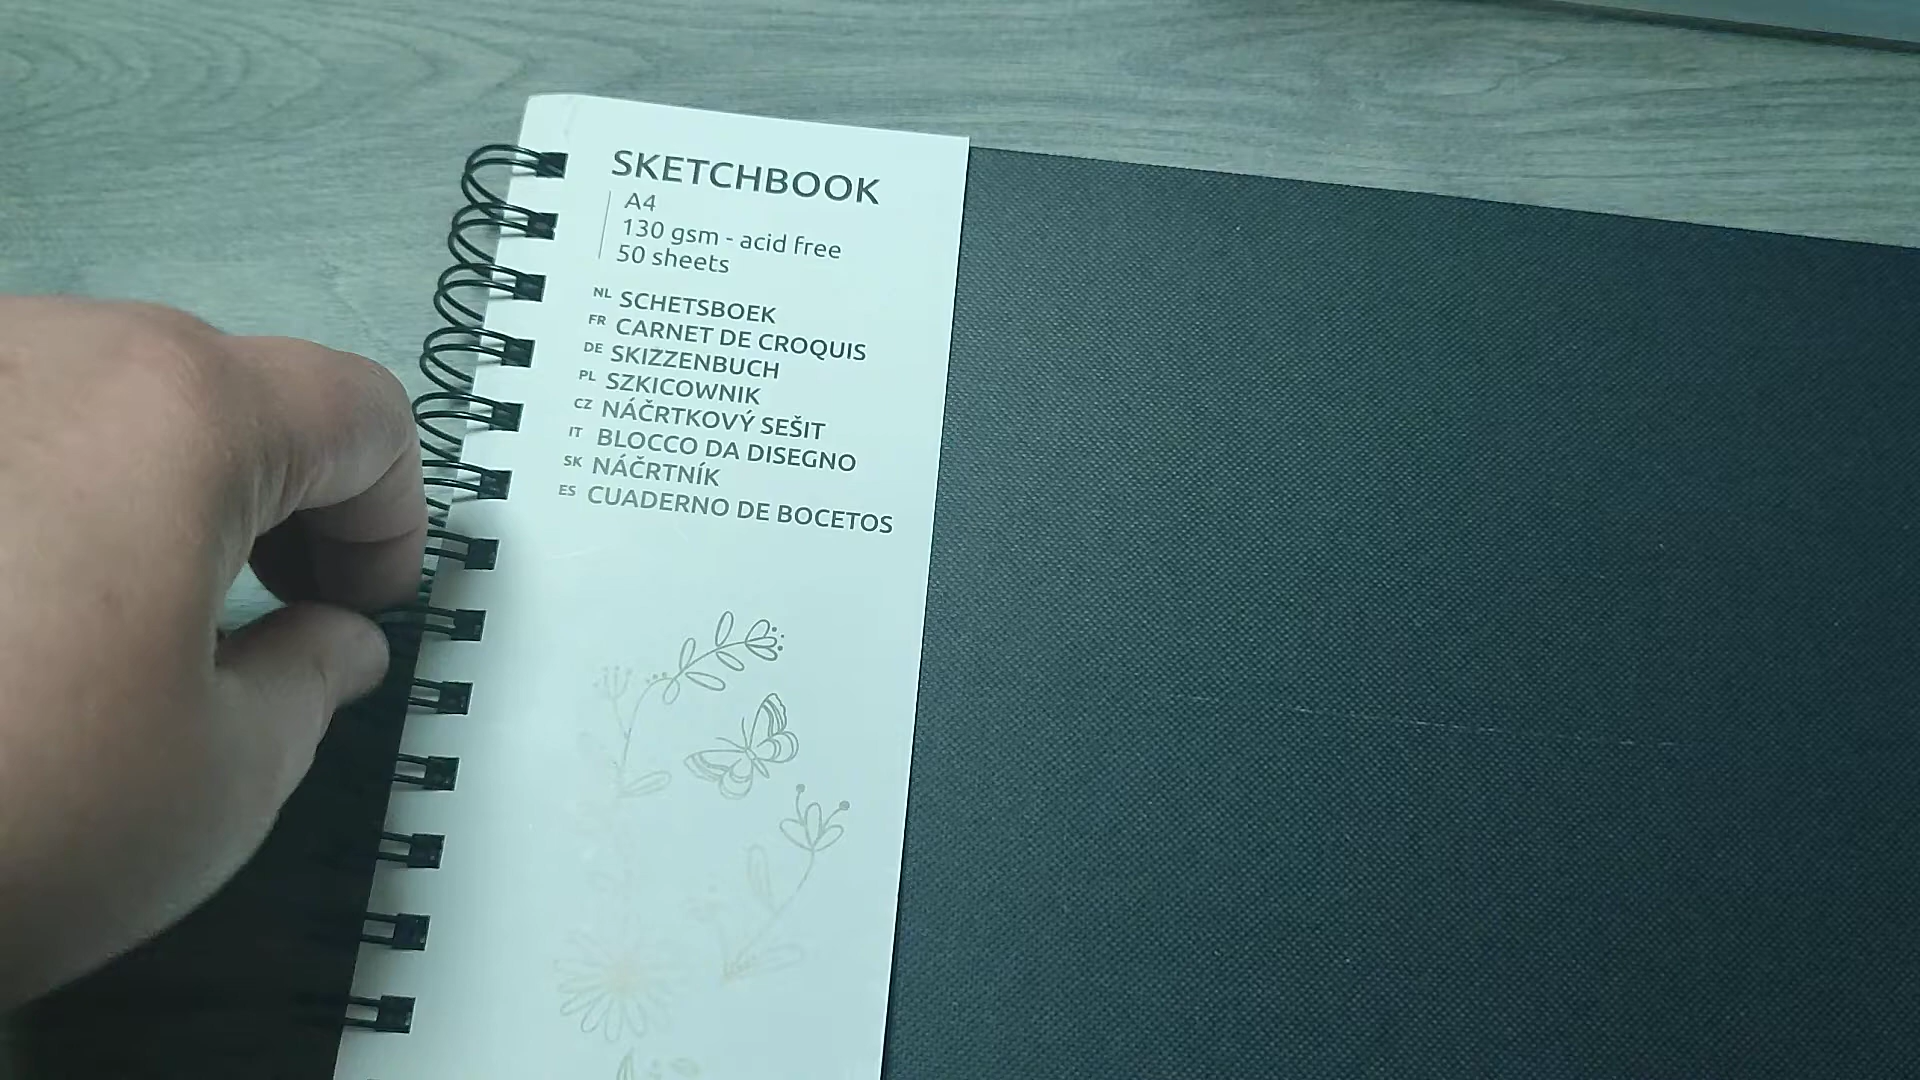 SKETCHBOOK
A4
130 gsm - acid free
50 sheets
NL SCHETSBOEK
FR CARNET DE CROQUIS
DE SKIZZENBUCH
PL SZKICOWNIK
CZ NÁČRTKOVÝ SEŠIT
IT BLOCCO DA DISEGNO
SK NÁČRTNÍK
ES CUADERNO DE BOCETOS